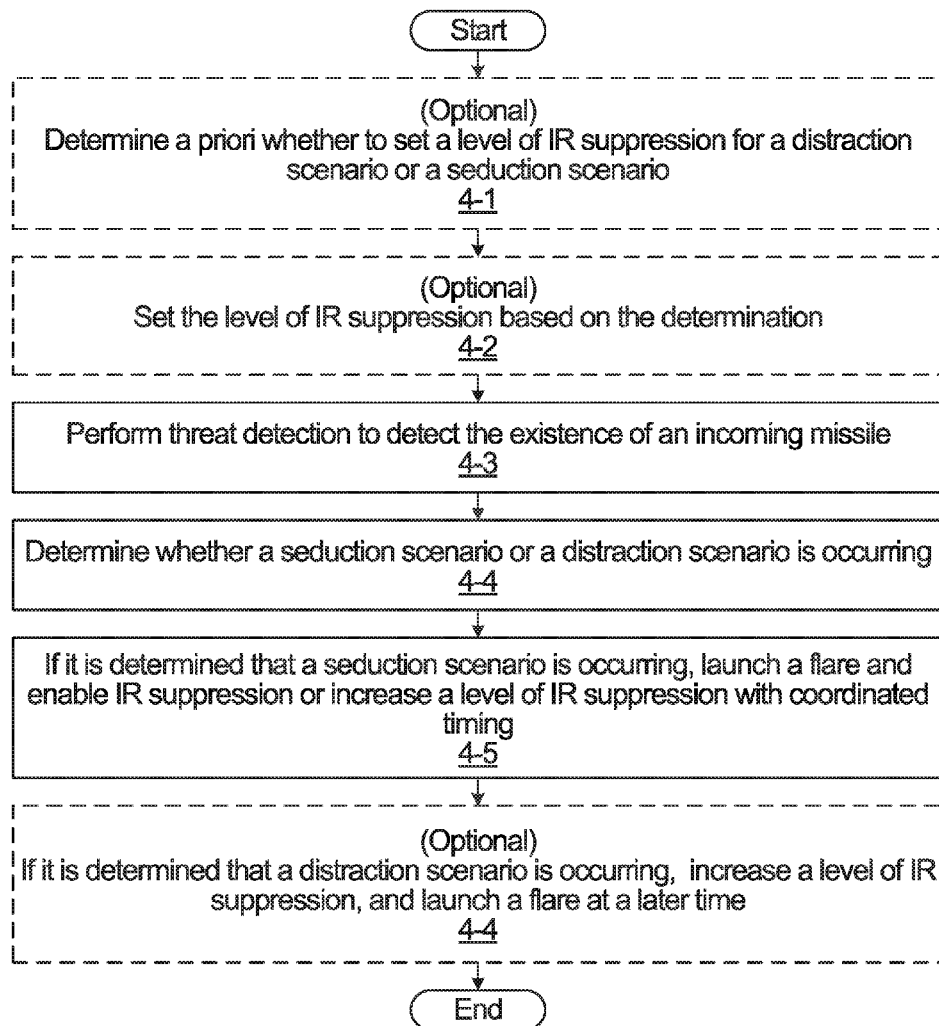 Start
(Optional)
Determine a priori whether to set a level of IR suppression for a distraction
scenario or a seduction scenario
4-1
(Optional)
Set the level of IR suppression based on the determination
4-2
Perform threat detection to detect the existence of an incoming missile
4-3
Determine whether a seduction scenario or a distraction scenario is occurring
4-4
If it is determined that a seduction scenario is occurring, launch a flare and
enable IR suppression or increase a level of IR suppression with coordinated
timing
4-5
(Optional)
If it is determined that a distraction scenario is occurring, increase a level of IR
suppression, and launch a flare at a later time
4-4
End